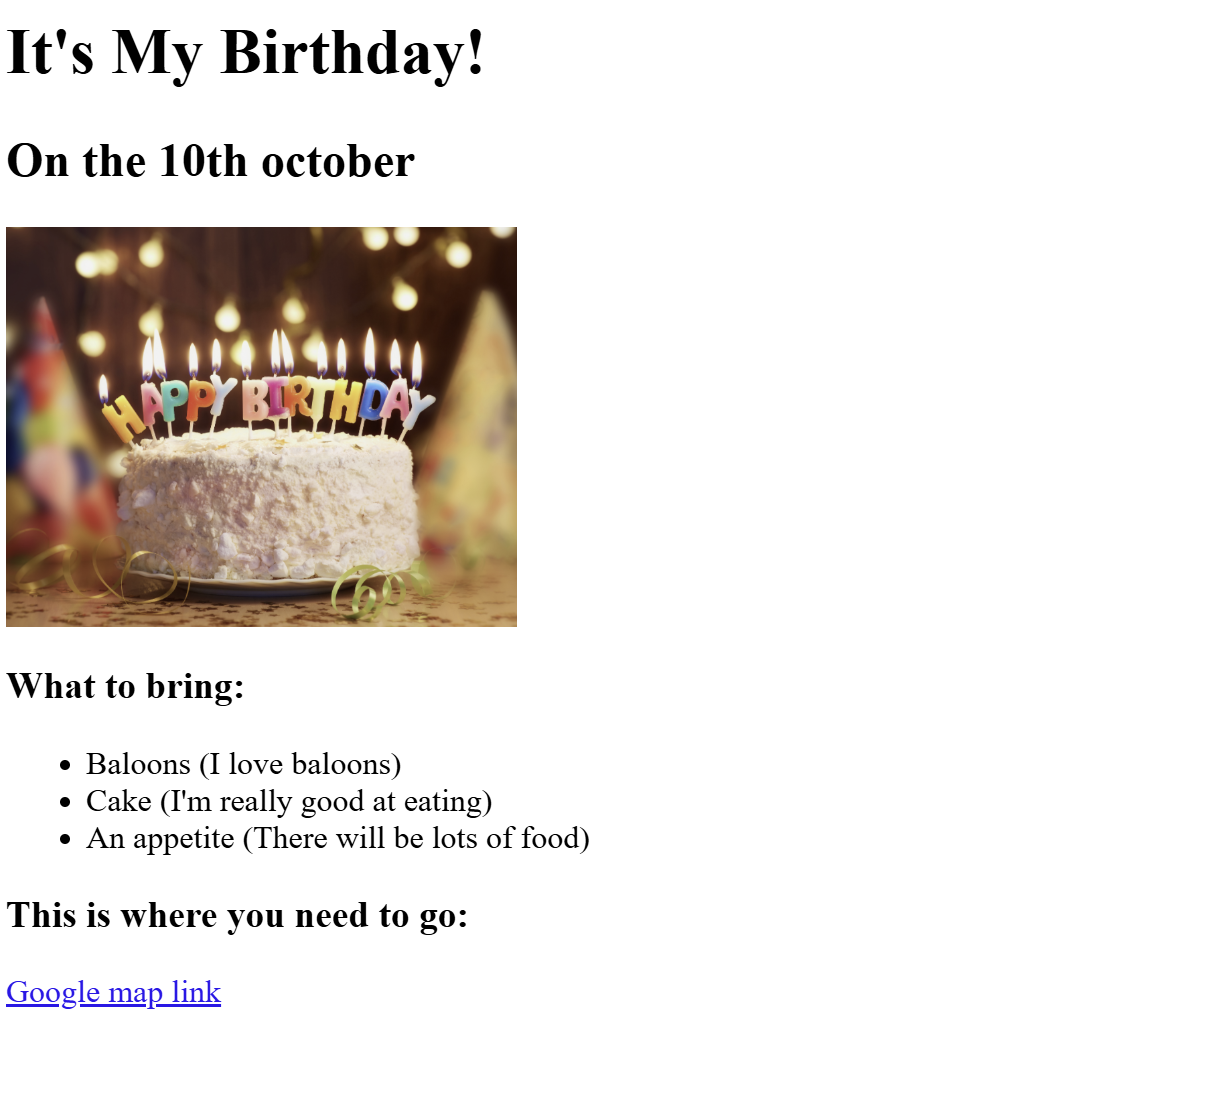 It's My Birthday!
On the 10th october
HAPPY BIRTHDAY
What to bring:
Baloons (I love baloons)
Cake (I'm really good at eating)
An appetite (There will be lots of food)
This is where you need to go:
Google map link